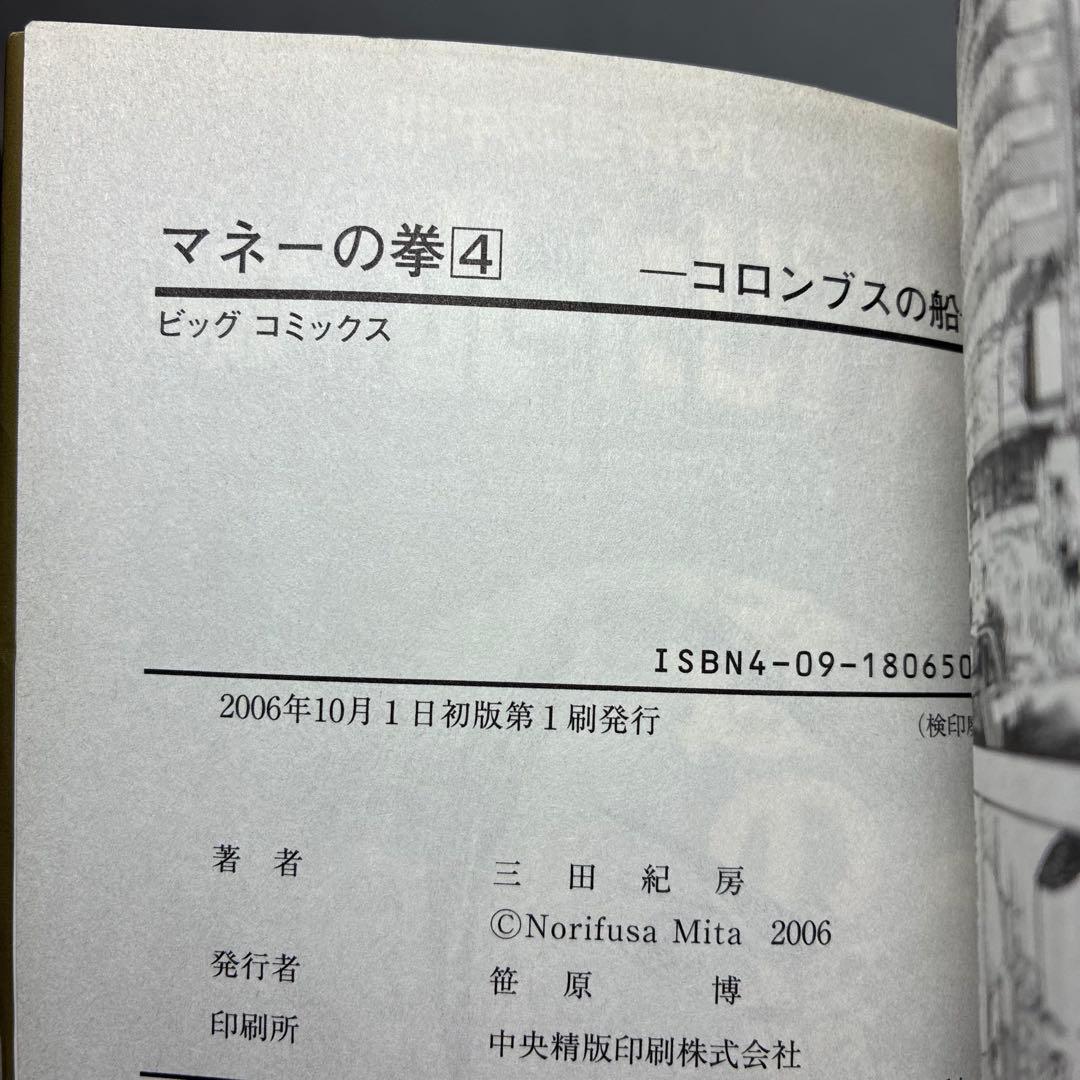 マネーの拳4 ―コロンブスの船
ビッグ コミックス
ISBN4-09-180650
2006年10月1日初版第1刷発行
(検印
著者 三田紀房
©Norifusa Mita 2006
発行者 笹原 博
印刷所 中央精版印刷株式会社